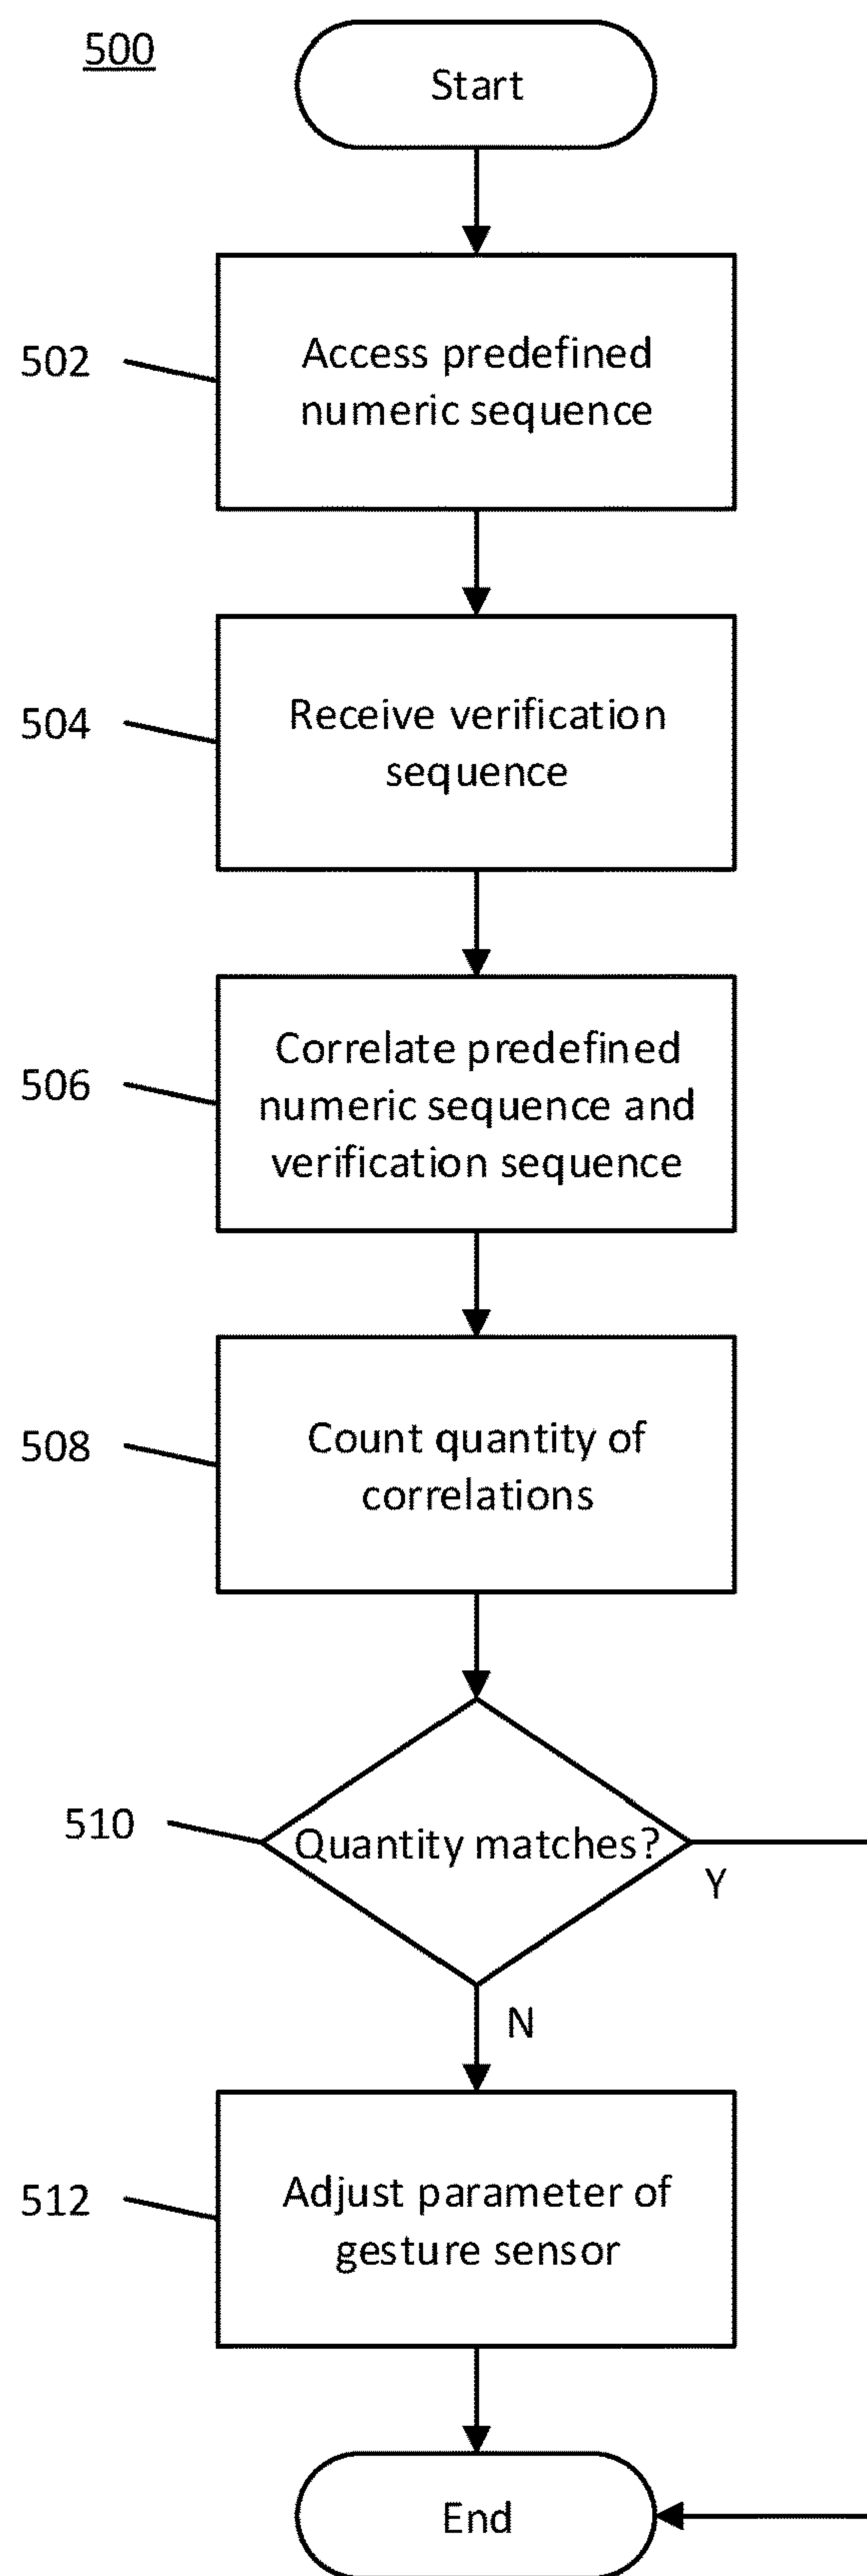 500
Start
502
Access predefined
numeric sequence
504
Receive verification
sequence
506
Correlate predefined
numeric sequence and
verification sequence
508
Count quantity of
correlations
510
Quantity matches?
Y
N
512
Adjust parameter of
gesture sensor
End